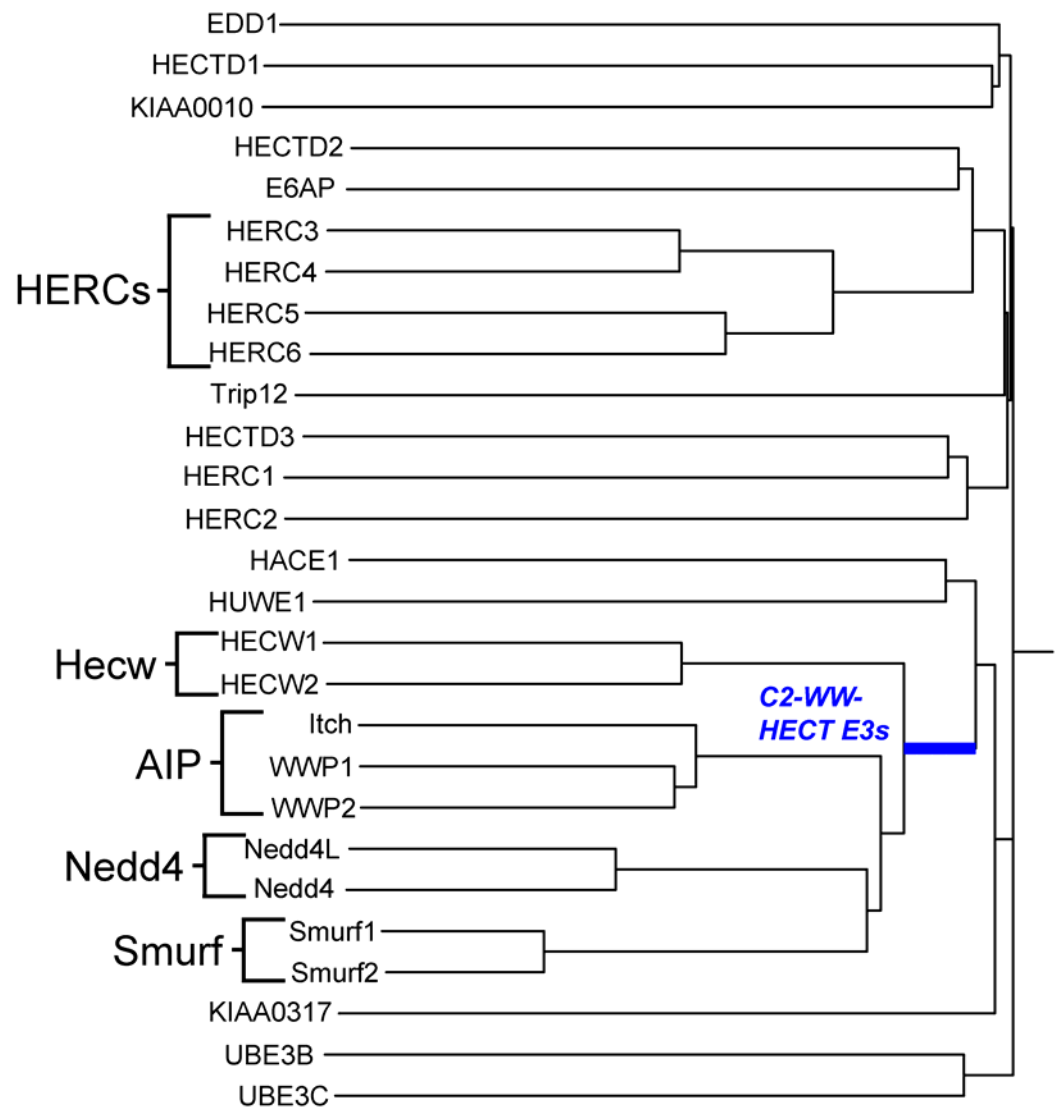 EDD1
HECTD1
KIAA0010
HECTD2
E6AP
HERCs
HERC3
HERC4
HERC5
HERC6
Trip12
HECTD3
HERC1
HERC2
HACE1
HUWE1
Hecw
HECW1
HECW2
C2-WW-
HECT E3s
AIP
Itch
WWP1
WWP2
Nedd4
Nedd4L
Nedd4
Smurf
Smurf1
Smurf2
KIAA0317
UBE3B
UBE3C